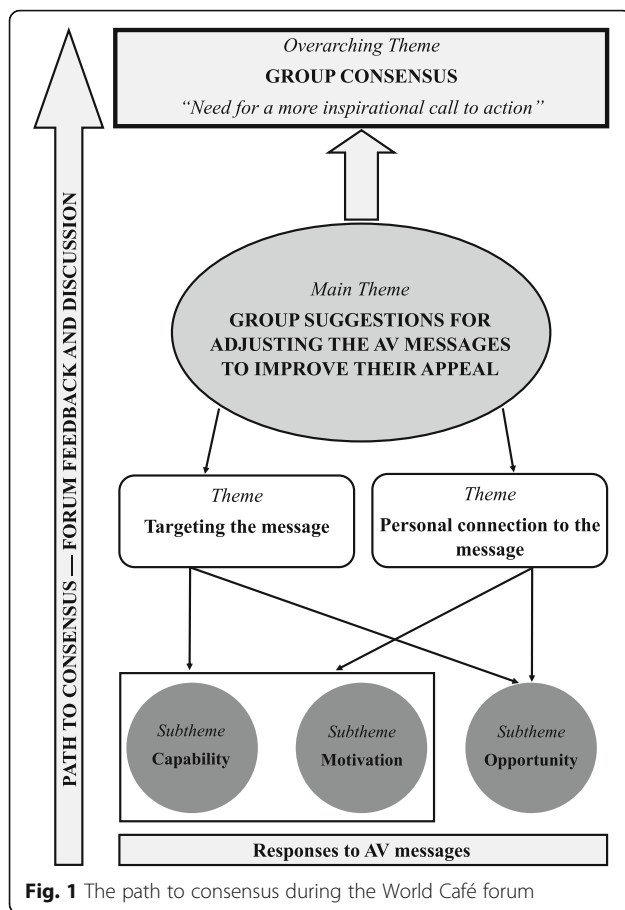 Overarching Theme
GROUP CONSENSUS
“Need for a more inspirational call to action”
PATH TO CONSENSUS — FORUM FEEDBACK AND DISCUSSION
Main Theme
GROUP SUGGESTIONS FOR
ADJUSTING THE AV MESSAGES
TO IMPROVE THEIR APPEAL
Theme
Targeting the message
Theme
Personal connection to the
message
Subtheme
Capability
Subtheme
Motivation
Subtheme
Opportunity
Responses to AV messages
Fig. 1 The path to consensus during the World Café forum